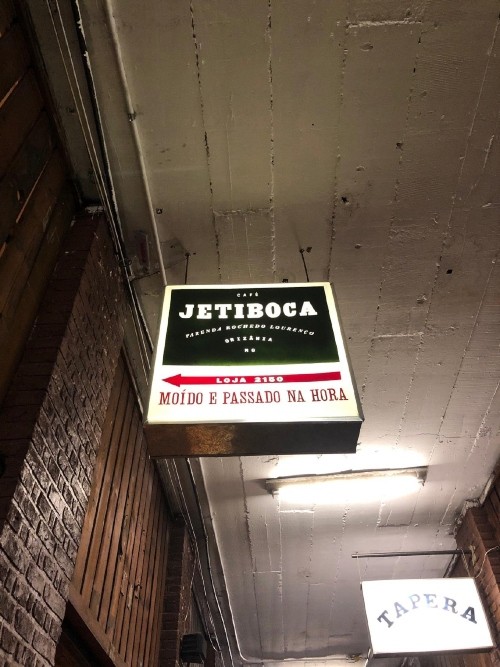 CAFÉ
JETIBOCA
FAZENDA ROCHEDO LOURENÇO
ORIZÂNIA
MG
LOJA 2150
MOÍDO E PASSADO NA HORA
TAPERA